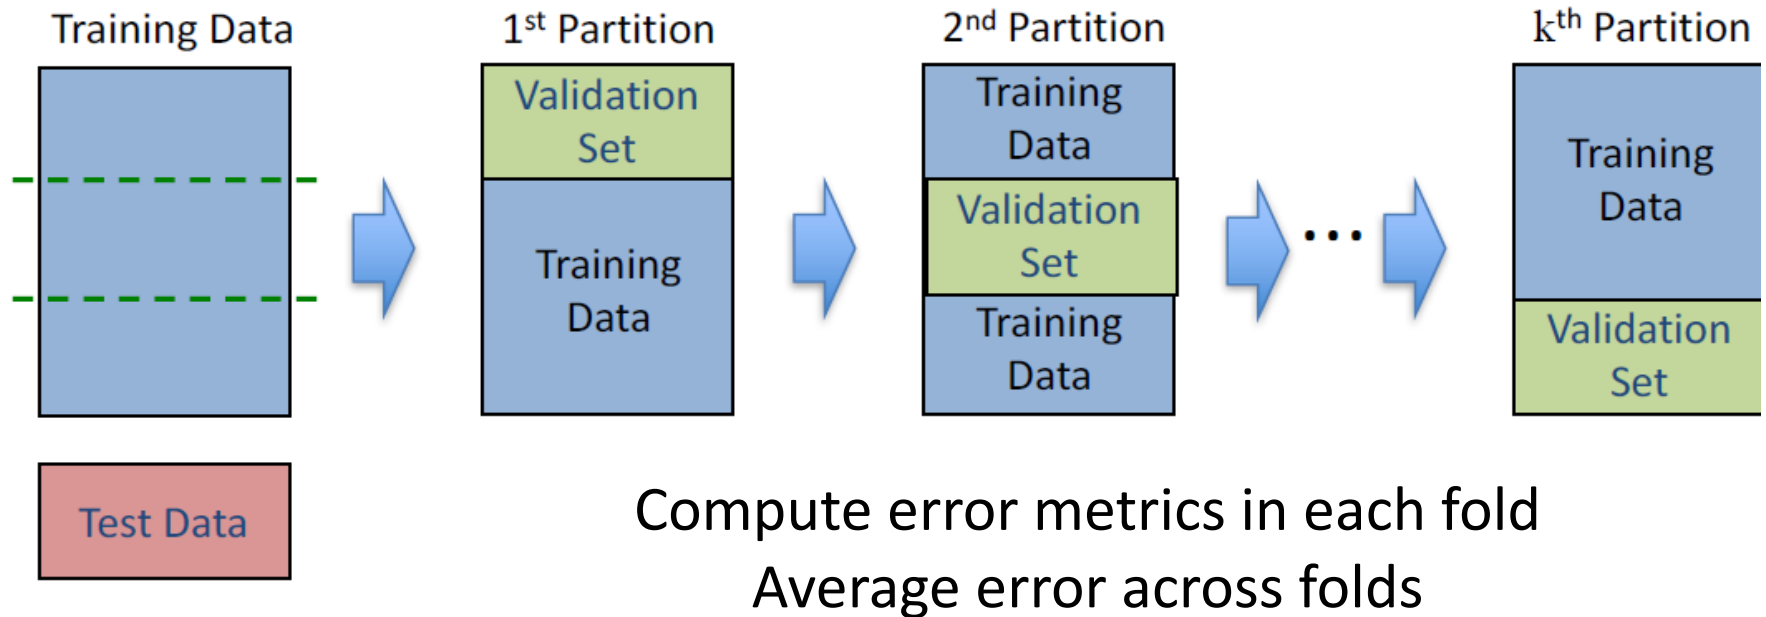 Training Data
1st Partition
2nd Partition
k-th Partition
Validation
Set
Training
Data
Training
Data
Validation
Set
Training
Data
...
Training
Data
Validation
Set
Test Data
Compute error metrics in each fold
Average error across folds